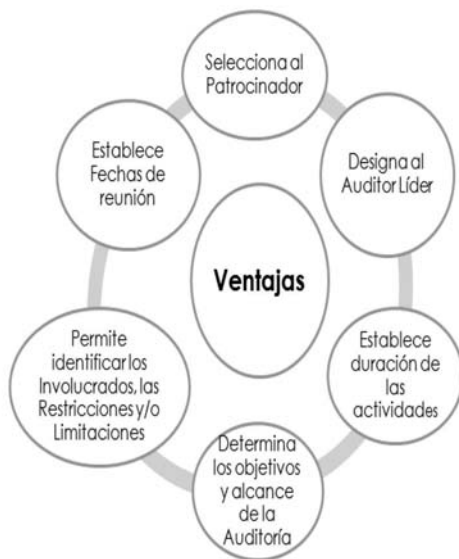 Selecciona al
Patrocinador
Designa al
Auditor Líder
Establece
duración de
las
actividades
Determina
los objetivos
y alcance
de la
Auditoría
Permite
identificar los
Involucrados, las
Restricciones y/o
Limitaciones
Establece
Fechas de
reunión
Ventajas